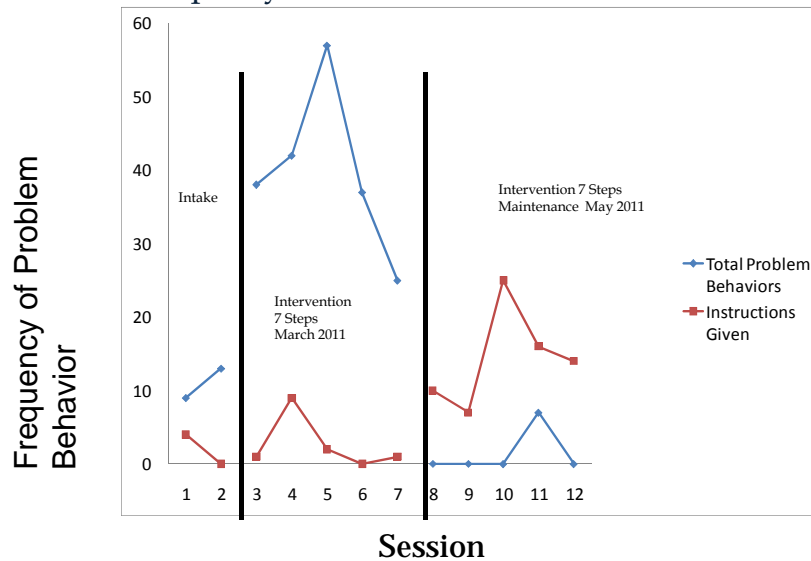 60
50
40
30
20
10
0
Frequency of Problem
Behavior
Intake
Intervention
7 Steps
March 2011
Intervention 7 Steps
Maintenance May 2011
Total Problem
Behaviors
Instructions
Given
1 2 3 4 5 6 7 8 9 10 11 12
Session